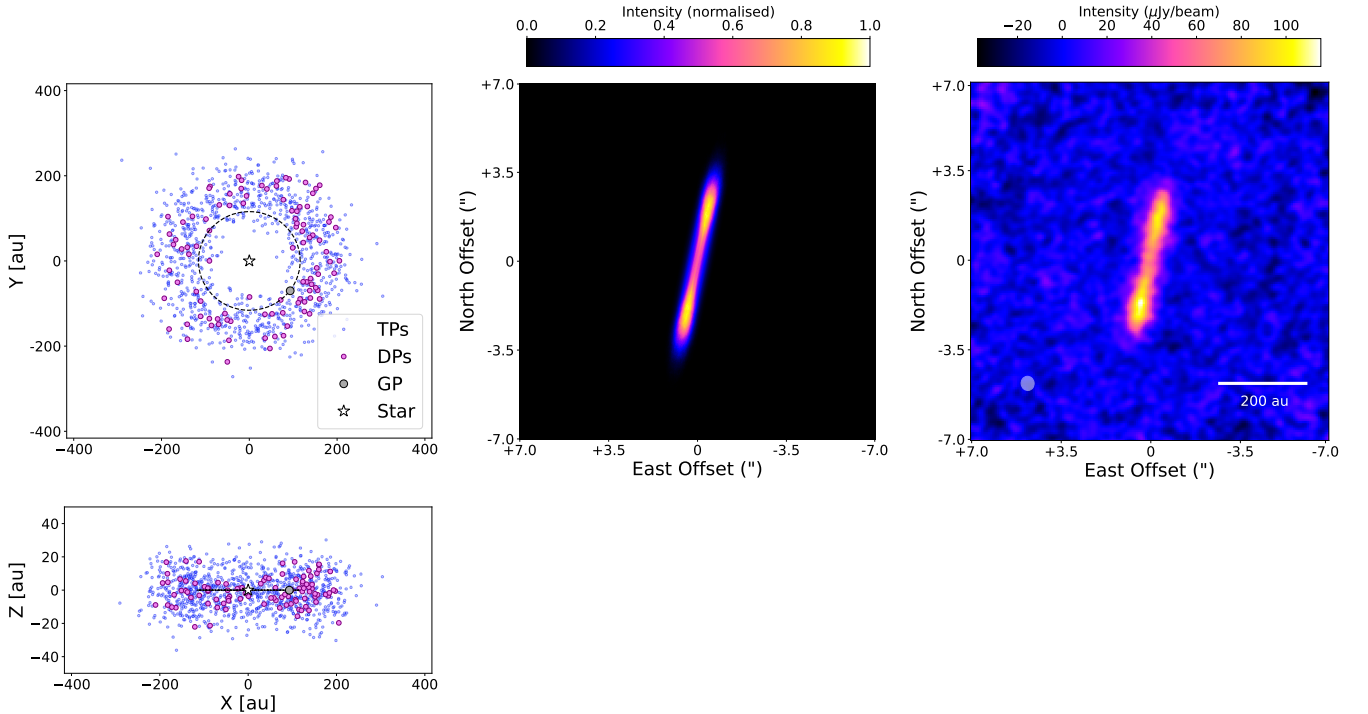 Intensity (normalised)
0.0 0.2 0.4 0.6 0.8 1.0
Intensity (μJy/beam)
−20 0 20 40 60 80 100
400
200
0
-200
-400
Y [au]
−400 −200 0 200 400
TPs
DPs
GP
Star
+7.0
+3.5
0
-3.5
-7.0
North Offset (")
+7.0 +3.5 0 -3.5 -7.0
East Offset (")
+7.0
+3.5
0
-3.5
-7.0
North Offset (")
200 au
+7.0 +3.5 0 -3.5 -7.0
East Offset (")
40
20
0
−20
−40
Z [au]
−400 −200 0 200 400
X [au]